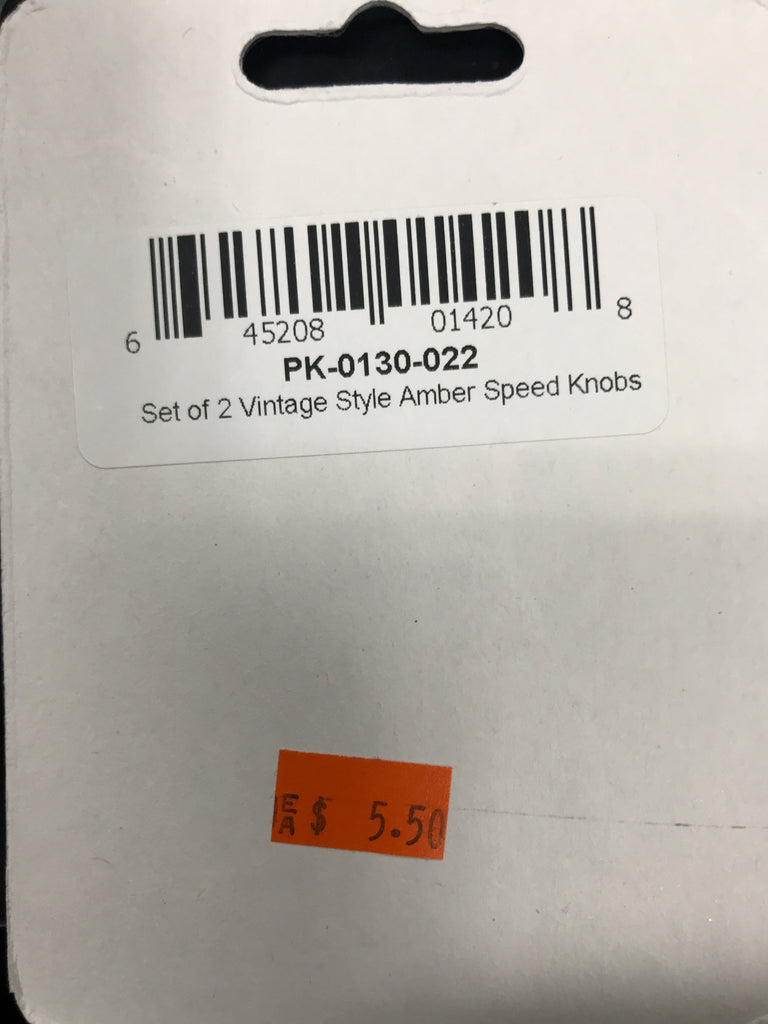 6 45208 01420 8
PK-0130-022
Set of 2 Vintage Style Amber Speed Knobs
EA $ 5.50